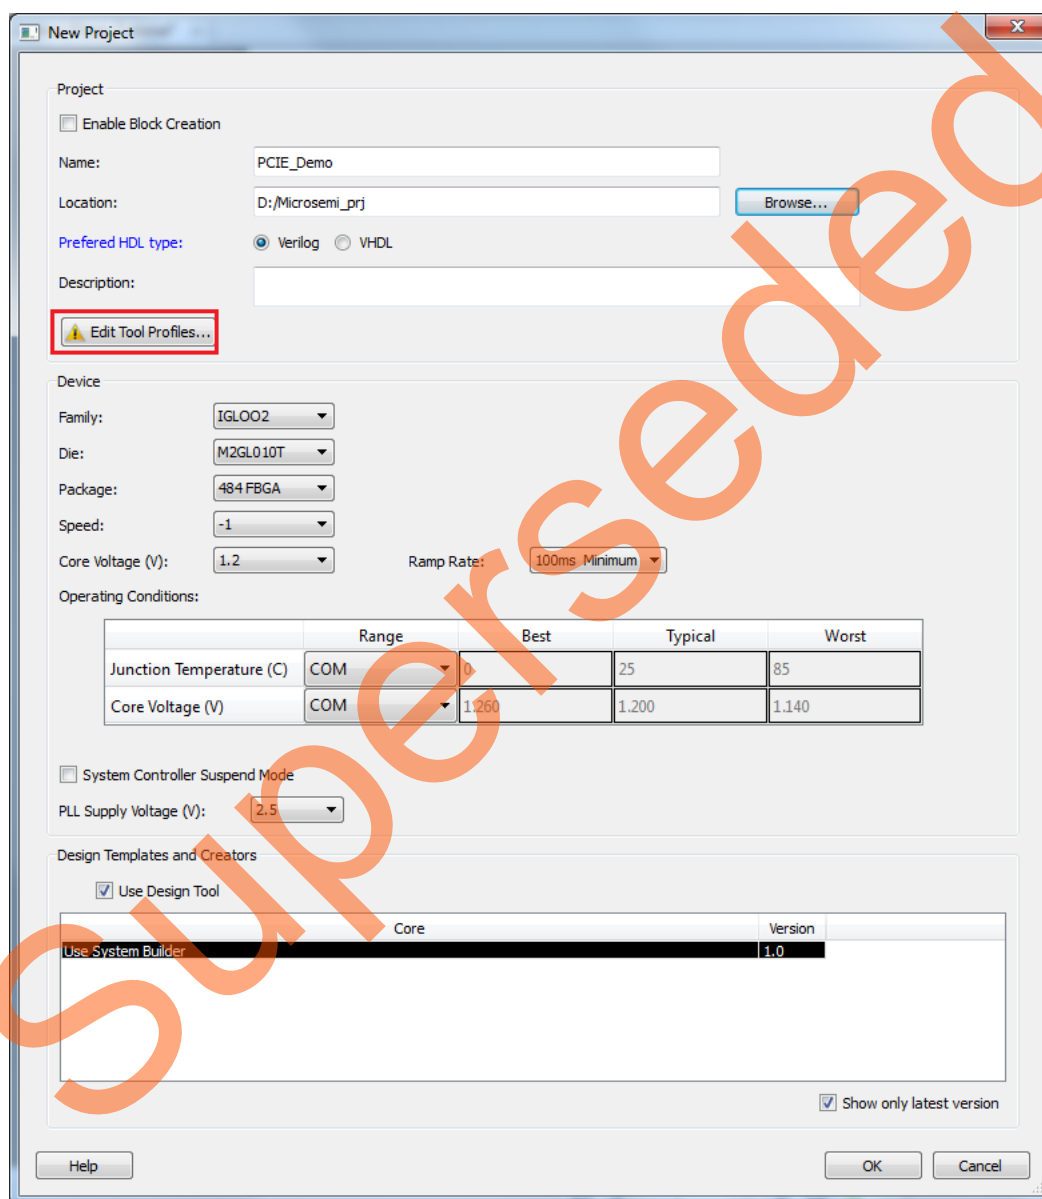 New Project
Project
Enable Block Creation
Name: PCIE_Demo
Location: D:/Microsemi_prj Browse...
Prefered HDL type: Verilog VHDL
Description:
Edit Tool Profiles...
Device
Family: IGLOO2
Die: M2GL010T
Package: 484 FBGA
Speed: -1
Core Voltage (V): 1.2 Ramp Rate: 100ms Minimum
Operating Conditions:
Range Best Typical Worst
Junction Temperature (C) COM 0 25 85
Core Voltage (V) COM 1.260 1.200 1.140
System Controller Suspend Mode
PLL Supply Voltage (V): 2.5
Design Templates and Creators
Use Design Tool
Core Version
Use System Builder 1.0
Show only latest version
Help OK Cancel
Superseded